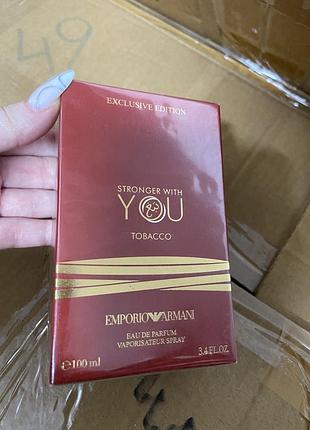 49
EXCLUSIVE EDITION
STRONGER WITH
YOU
TOBACCO
EMPORIO ARMANI
EAU DE PARFUM
VAPORISATEUR SPRAY
℮100 ml 3.4 FL.OZ.